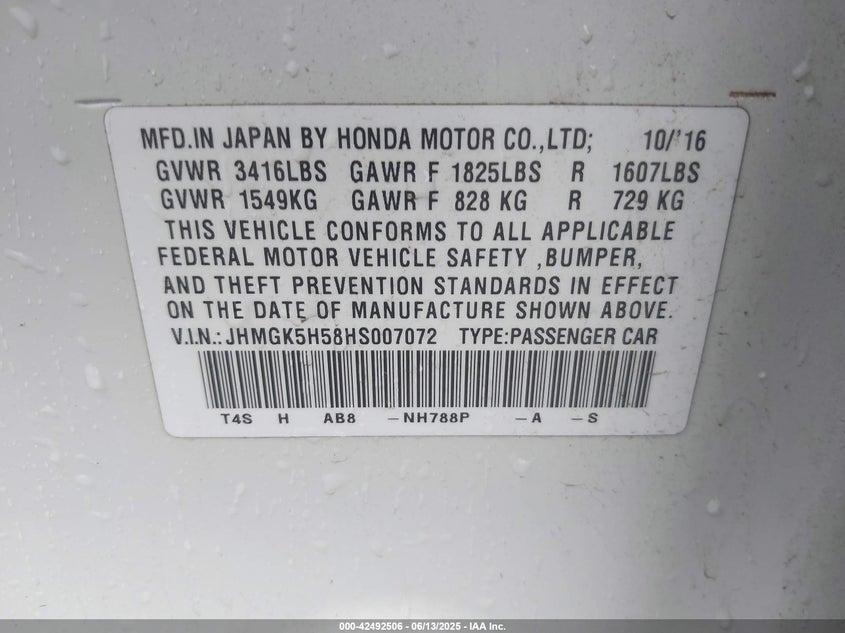 MFD.IN JAPAN BY HONDA MOTOR CO.,LTD; 10/'16
GVWR 3416LBS GAWR F 1825LBS R 1607LBS
GVWR 1549KG GAWR F 828 KG R 729 KG
THIS VEHICLE CONFORMS TO ALL APPLICABLE
FEDERAL MOTOR VEHICLE SAFETY ,BUMPER,
AND THEFT PREVENTION STANDARDS IN EFFECT
ON THE DATE OF MANUFACTURE SHOWN ABOVE.
V.I.N.: JHMGK5H58HS007072 TYPE:PASSENGER CAR
T4S H AB8 -NH788P -A -S
000-42492506 - 06/13/2025 - IAA Inc.